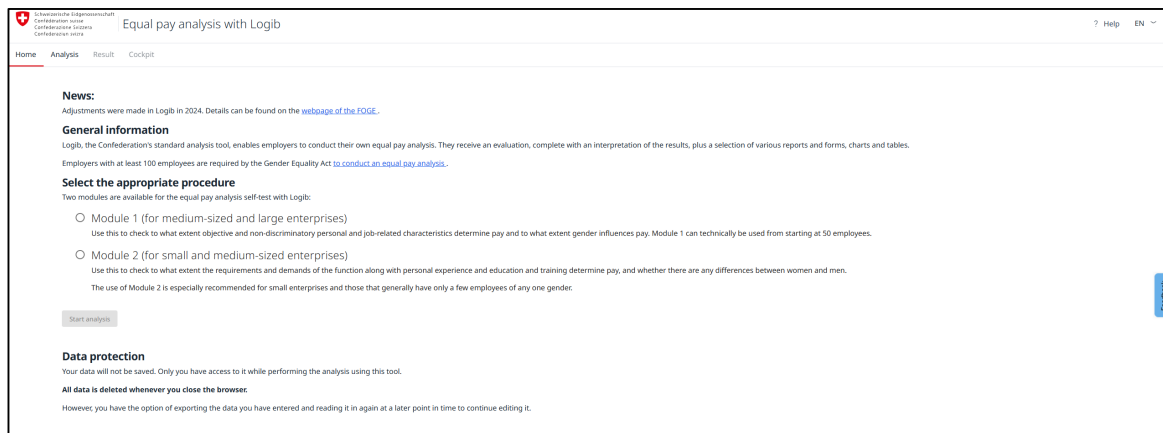 Schweizerische Eidgenossenschaft
Confédération suisse
Confederazione Svizzera
Confederaziun svizra
Equal pay analysis with Logib
? Help EN
Home Analysis Result Cockpit
News:
Adjustments were made in Logib in 2024. Details can be found on the webpage of the FOGE .
General information
Logib, the Confederation's standard analysis tool, enables employers to conduct their own equal pay analysis. They receive an evaluation, complete with an interpretation of the results, plus a selection of various reports and forms, charts and tables.
Employers with at least 100 employees are required by the Gender Equality Act to conduct an equal pay analysis .
Select the appropriate procedure
Two modules are available for the equal pay analysis self-test with Logib:
Module 1 (for medium-sized and large enterprises)
Use this to check to what extent objective and non-discriminatory personal and job-related characteristics determine pay and to what extent gender influences pay. Module 1 can technically be used from starting at 50 employees.
Module 2 (for small and medium-sized enterprises)
Use this to check to what extent the requirements and demands of the function along with personal experience and education and training determine pay, and whether there are any differences between women and men.
The use of Module 2 is especially recommended for small enterprises and those that generally have only a few employees of any one gender.
Start analysis
Data protection
Your data will not be saved. Only you have access to it while performing the analysis using this tool.
All data is deleted whenever you close the browser.
However, you have the option of exporting the data you have entered and reading it in again at a later point in time to continue editing it.